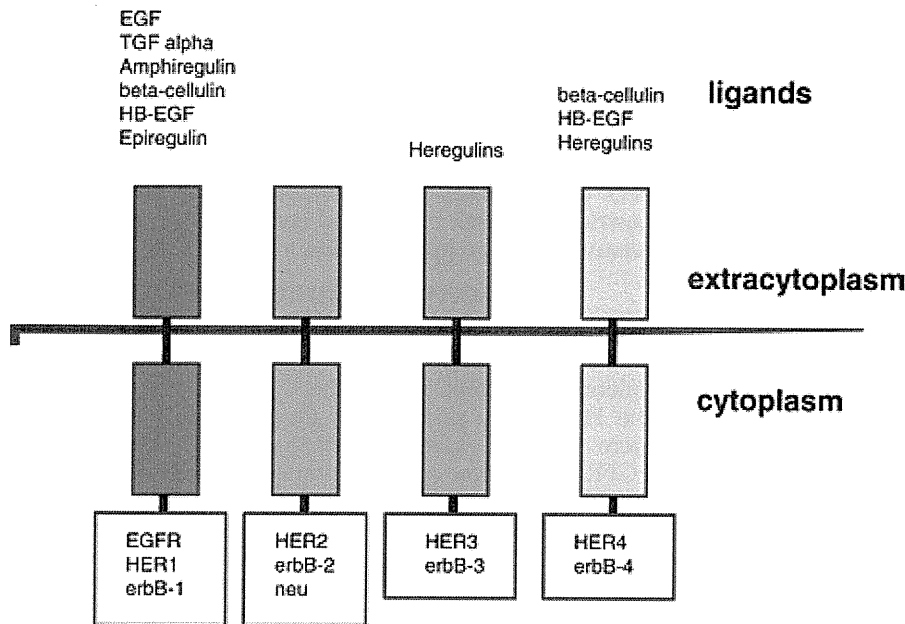 EGF
TGF alpha
Amphiregulin
beta-cellulin
HB-EGF
Epiregulin
Heregulins
beta-cellulin
HB-EGF
Heregulins
ligands
extracytoplasm
cytoplasm
EGFR
HER1
erbB-1
HER2
erbB-2
neu
HER3
erbB-3
HER4
erbB-4